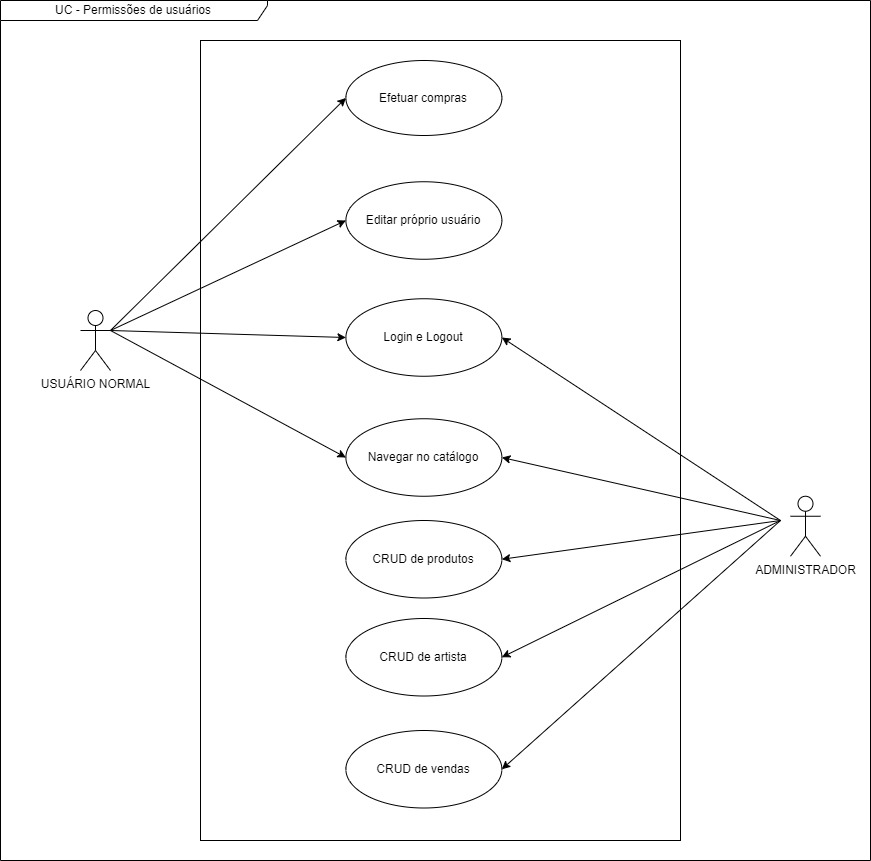 UC - Permissões de usuários
Efetuar compras
Editar próprio usuário
Login e Logout
USUÁRIO NORMAL
Navegar no catálogo
CRUD de produtos
ADMINISTRADOR
CRUD de artista
CRUD de vendas